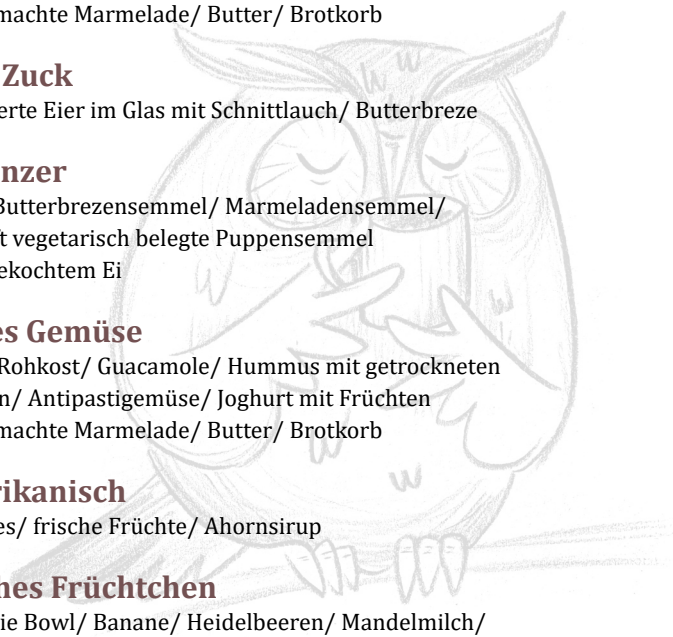 machte Marmelade/ Butter/ Brotkorb
Zuck
erte Eier im Glas mit Schnittlauch/ Butterbreze
nzer
Butterbrezensemmel/ Marmeladensemmel/
t vegetarisch belegte Puppensemmel
ekochtem Ei
es Gemüse
Rohkost/ Guacamole/ Hummus mit getrockneten
n/ Antipastigemüse/ Joghurt mit Früchten
machte Marmelade/ Butter/ Brotkorb
rikanisch
es/ frische Früchte/ Ahornsirup
hes Früchtchen
ie Bowl/ Banane/ Heidelbeeren/ Mandelmilch/